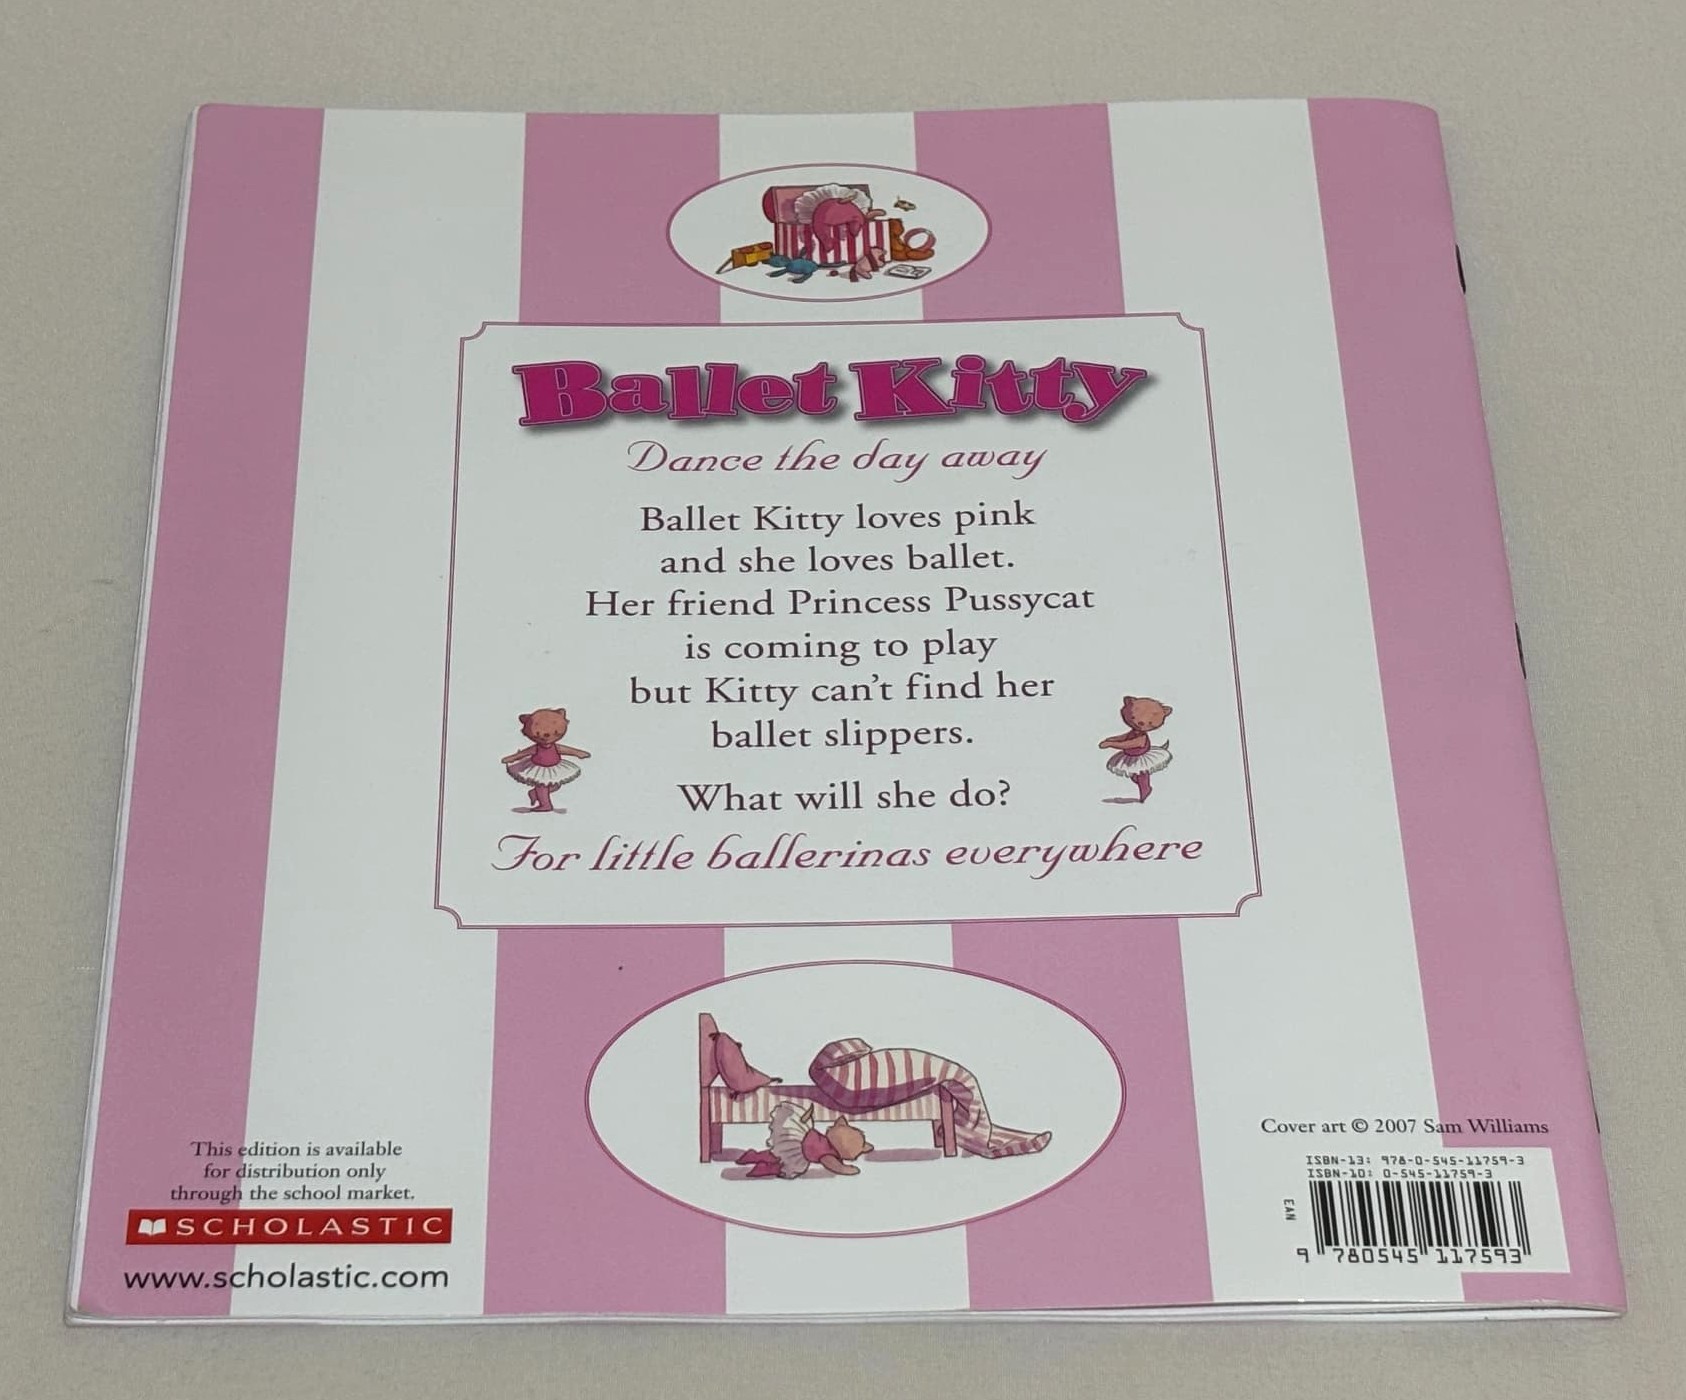 Ballet Kitty
Dance the day away
Ballet Kitty loves pink
and she loves ballet.
Her friend Princess Pussycat
is coming to play
but Kitty can't find her
ballet slippers.
What will she do?
For little ballerinas everywhere
This edition is available
for distribution only
through the school market.
SCHOLASTIC
www.scholastic.com
Cover art © 2007 Sam Williams
ISBN-13: 978-0-545-11759-3
ISBN-10: 0-545-11759-3
EAN
9 780545 117593